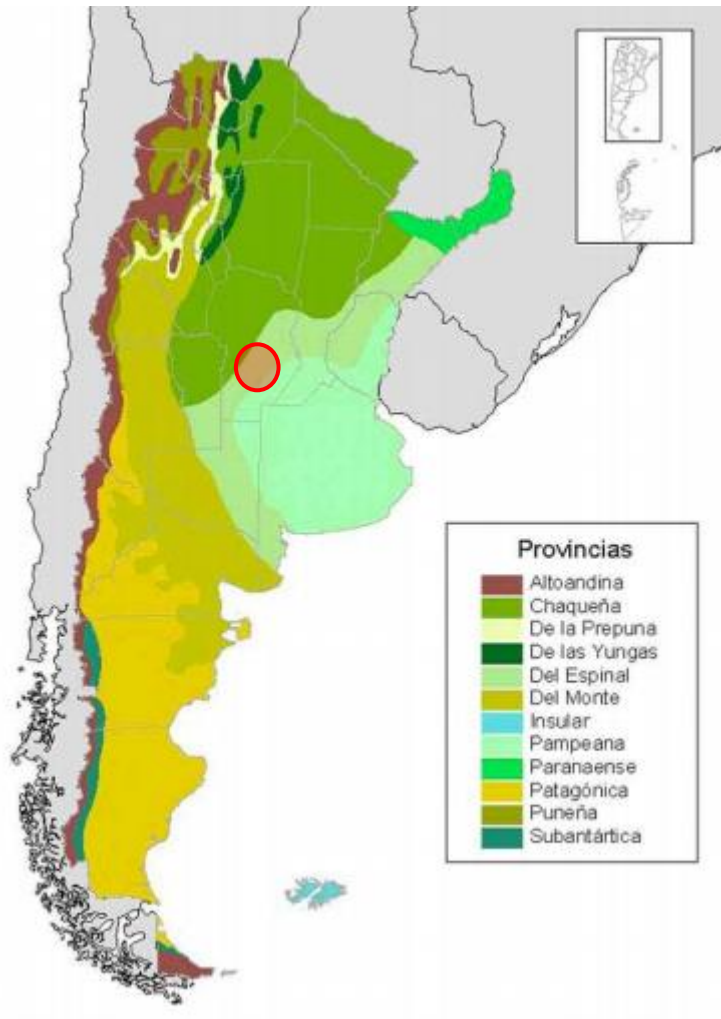 Provincias
Altoandina
Chaqueña
De la Prepuna
De las Yungas
Del Espinal
Del Monte
Insular
Pampeana
Paranaense
Patagónica
Puneña
Subantártica